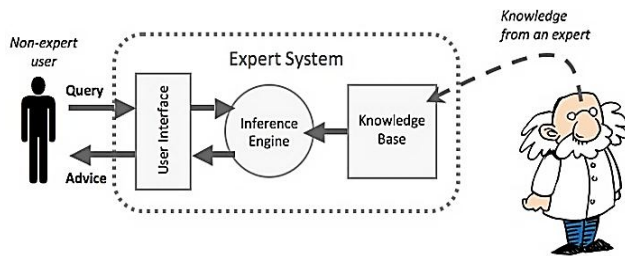 Non-expert
user
Query
Advice
Expert System
User Interface
Inference
Engine
Knowledge
Base
Knowledge
from an expert